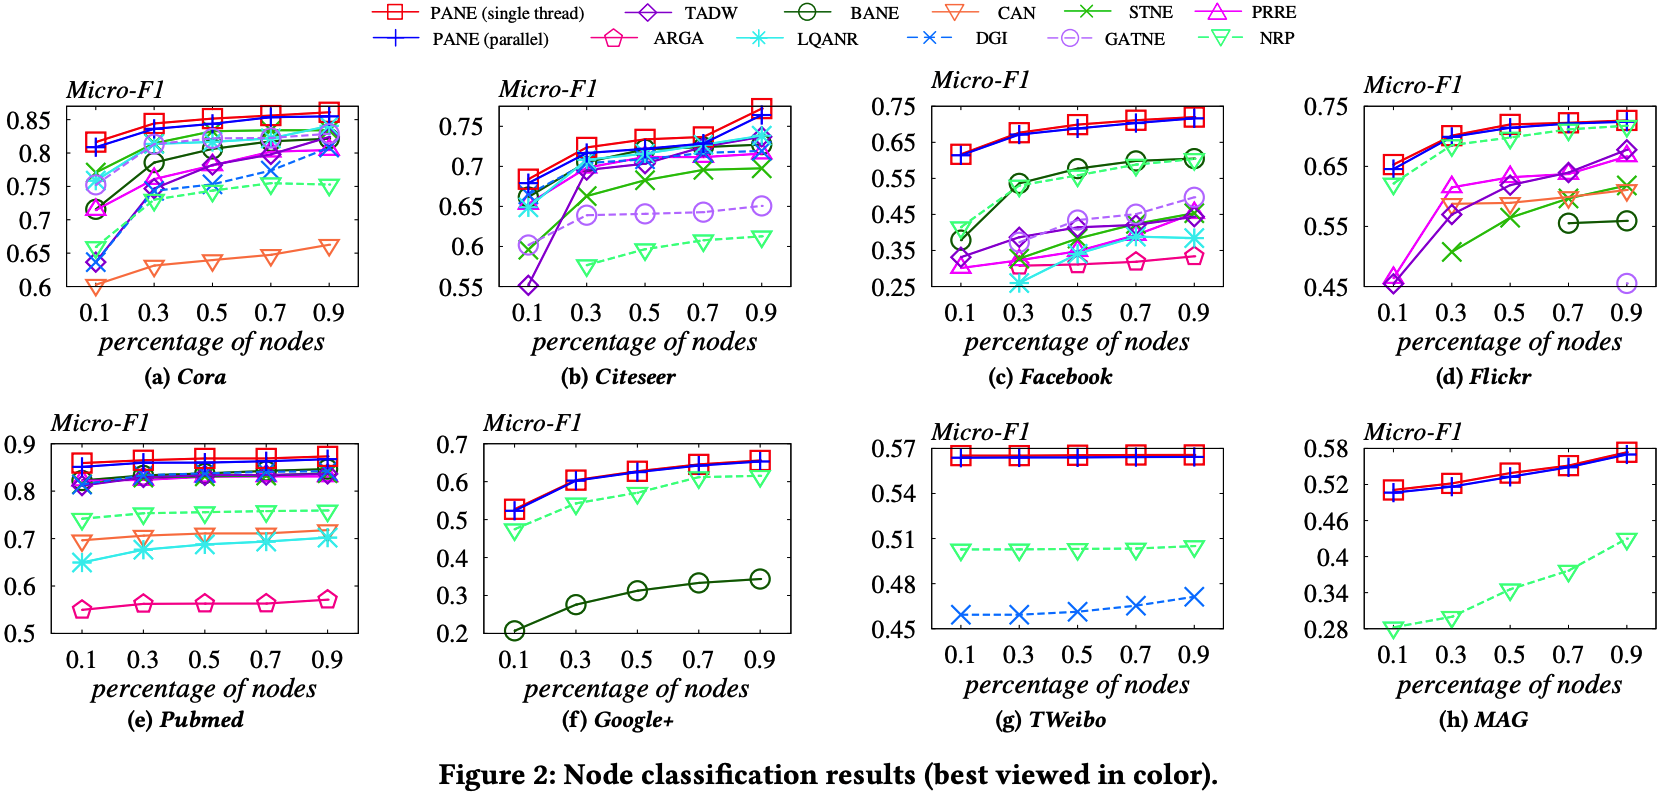 PANE (single thread) TADW BANE CAN STNE PRRE
PANE (parallel) ARGA LQANR DGI GATNE NRP
Micro-F1
0.85
0.8
0.75
0.7
0.65
0.6
0.1 0.3 0.5 0.7 0.9
percentage of nodes
(a) Cora
Micro-F1
0.75
0.7
0.65
0.6
0.55
0.1 0.3 0.5 0.7 0.9
percentage of nodes
(b) Citeseer
Micro-F1
0.75
0.65
0.55
0.45
0.35
0.25
0.1 0.3 0.5 0.7 0.9
percentage of nodes
(c) Facebook
Micro-F1
0.75
0.65
0.55
0.45
0.1 0.3 0.5 0.7 0.9
percentage of nodes
(d) Flickr
Micro-F1
0.9
0.8
0.7
0.6
0.5
0.1 0.3 0.5 0.7 0.9
percentage of nodes
(e) Pubmed
Micro-F1
0.7
0.6
0.5
0.4
0.3
0.2
0.1 0.3 0.5 0.7 0.9
percentage of nodes
(f) Google+
Micro-F1
0.57
0.54
0.51
0.48
0.45
0.1 0.3 0.5 0.7 0.9
percentage of nodes
(g) TWeibo
Micro-F1
0.58
0.52
0.46
0.4
0.34
0.28
0.1 0.3 0.5 0.7 0.9
percentage of nodes
(h) MAG
Figure 2: Node classification results (best viewed in color).